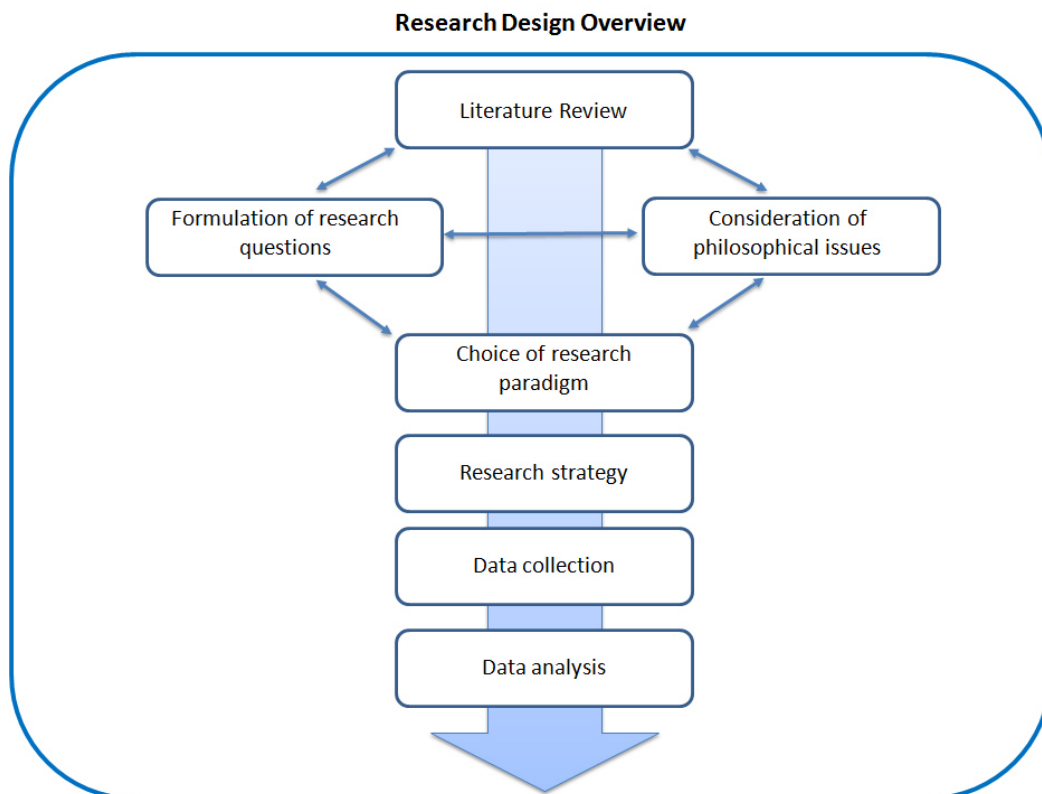 Research Design Overview
Literature Review
Formulation of research
questions
Consideration of
philosophical issues
Choice of research
paradigm
Research strategy
Data collection
Data analysis